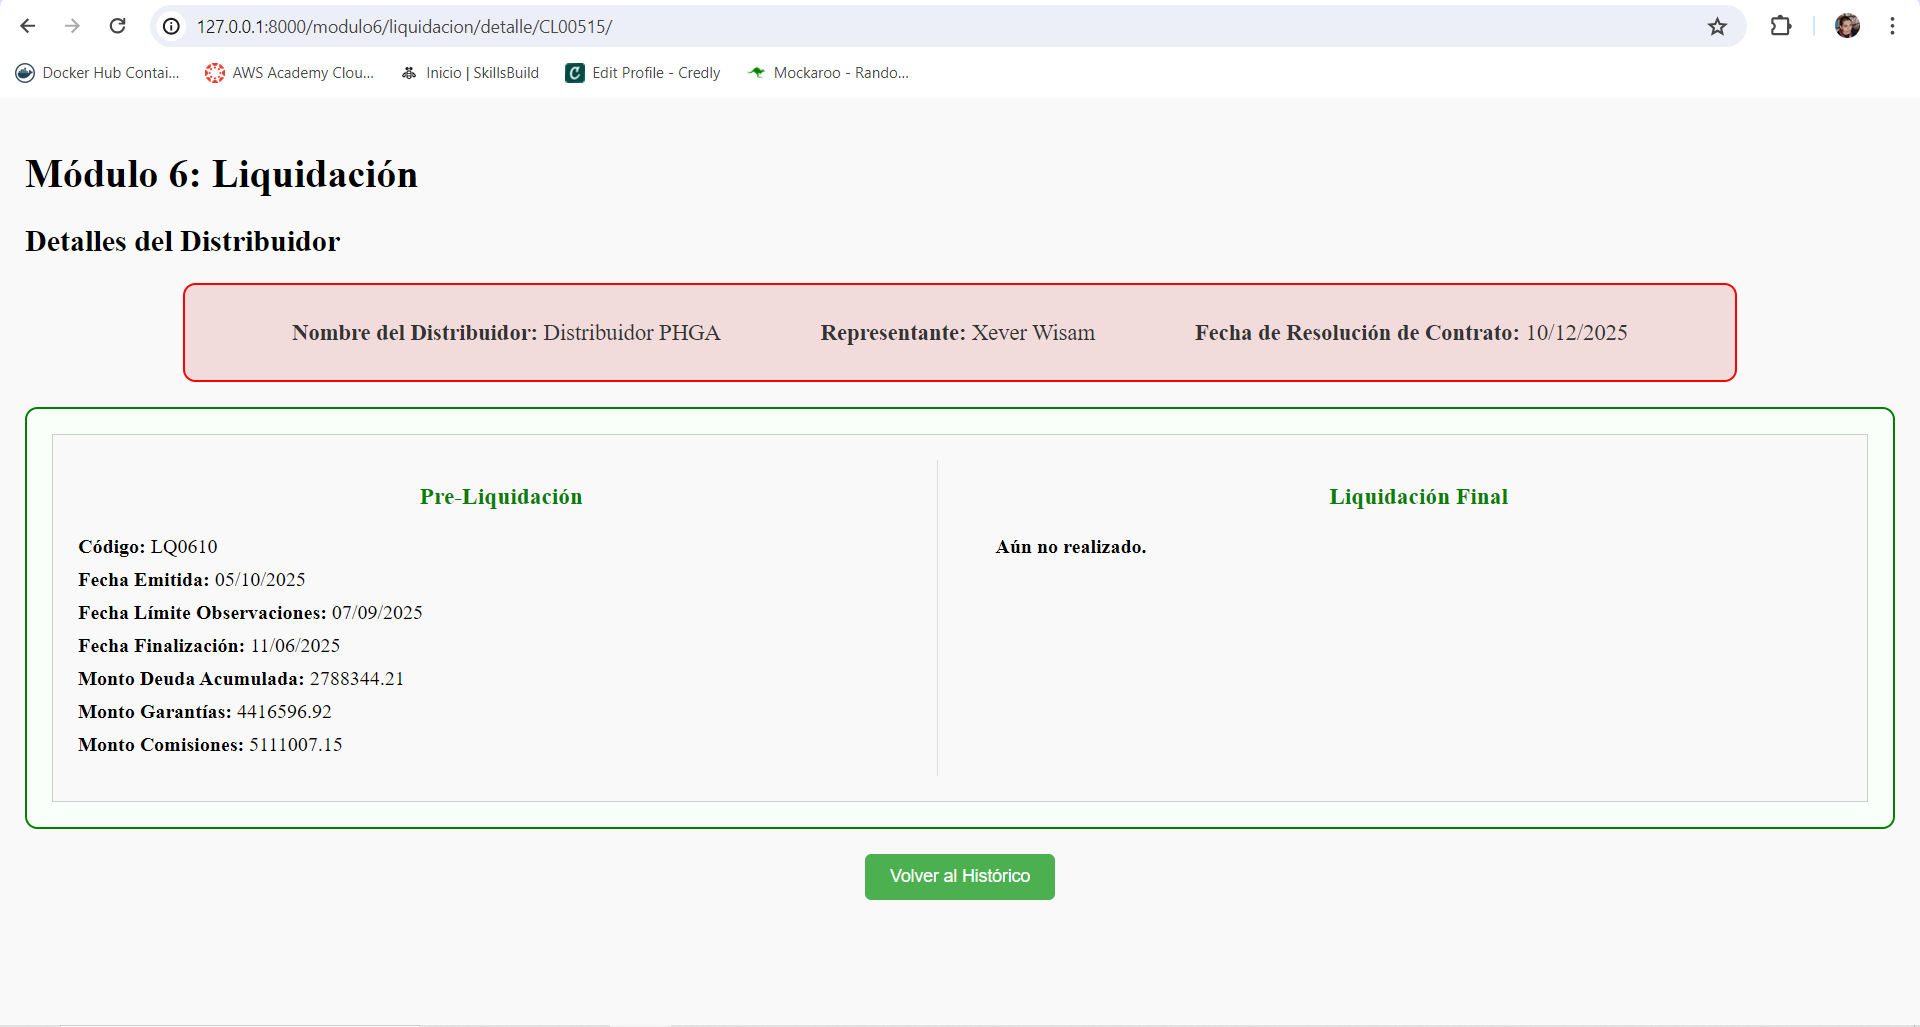 127.0.0.1:8000/modulo6/liquidacion/detalle/CL00515/
Docker Hub Contai... AWS Academy Clou... Inicio | SkillsBuild Edit Profile - Credly Mockaroo - Rando...
Módulo 6: Liquidación
Detalles del Distribuidor
Nombre del Distribuidor: Distribuidor PHGA Representante: Xever Wisam Fecha de Resolución de Contrato: 10/12/2025
Pre-Liquidación
Código: LQ0610
Fecha Emitida: 05/10/2025
Fecha Límite Observaciones: 07/09/2025
Fecha Finalización: 11/06/2025
Monto Deuda Acumulada: 2788344.21
Monto Garantías: 4416596.92
Monto Comisiones: 5111007.15
Liquidación Final
Aún no realizado.
Volver al Histórico